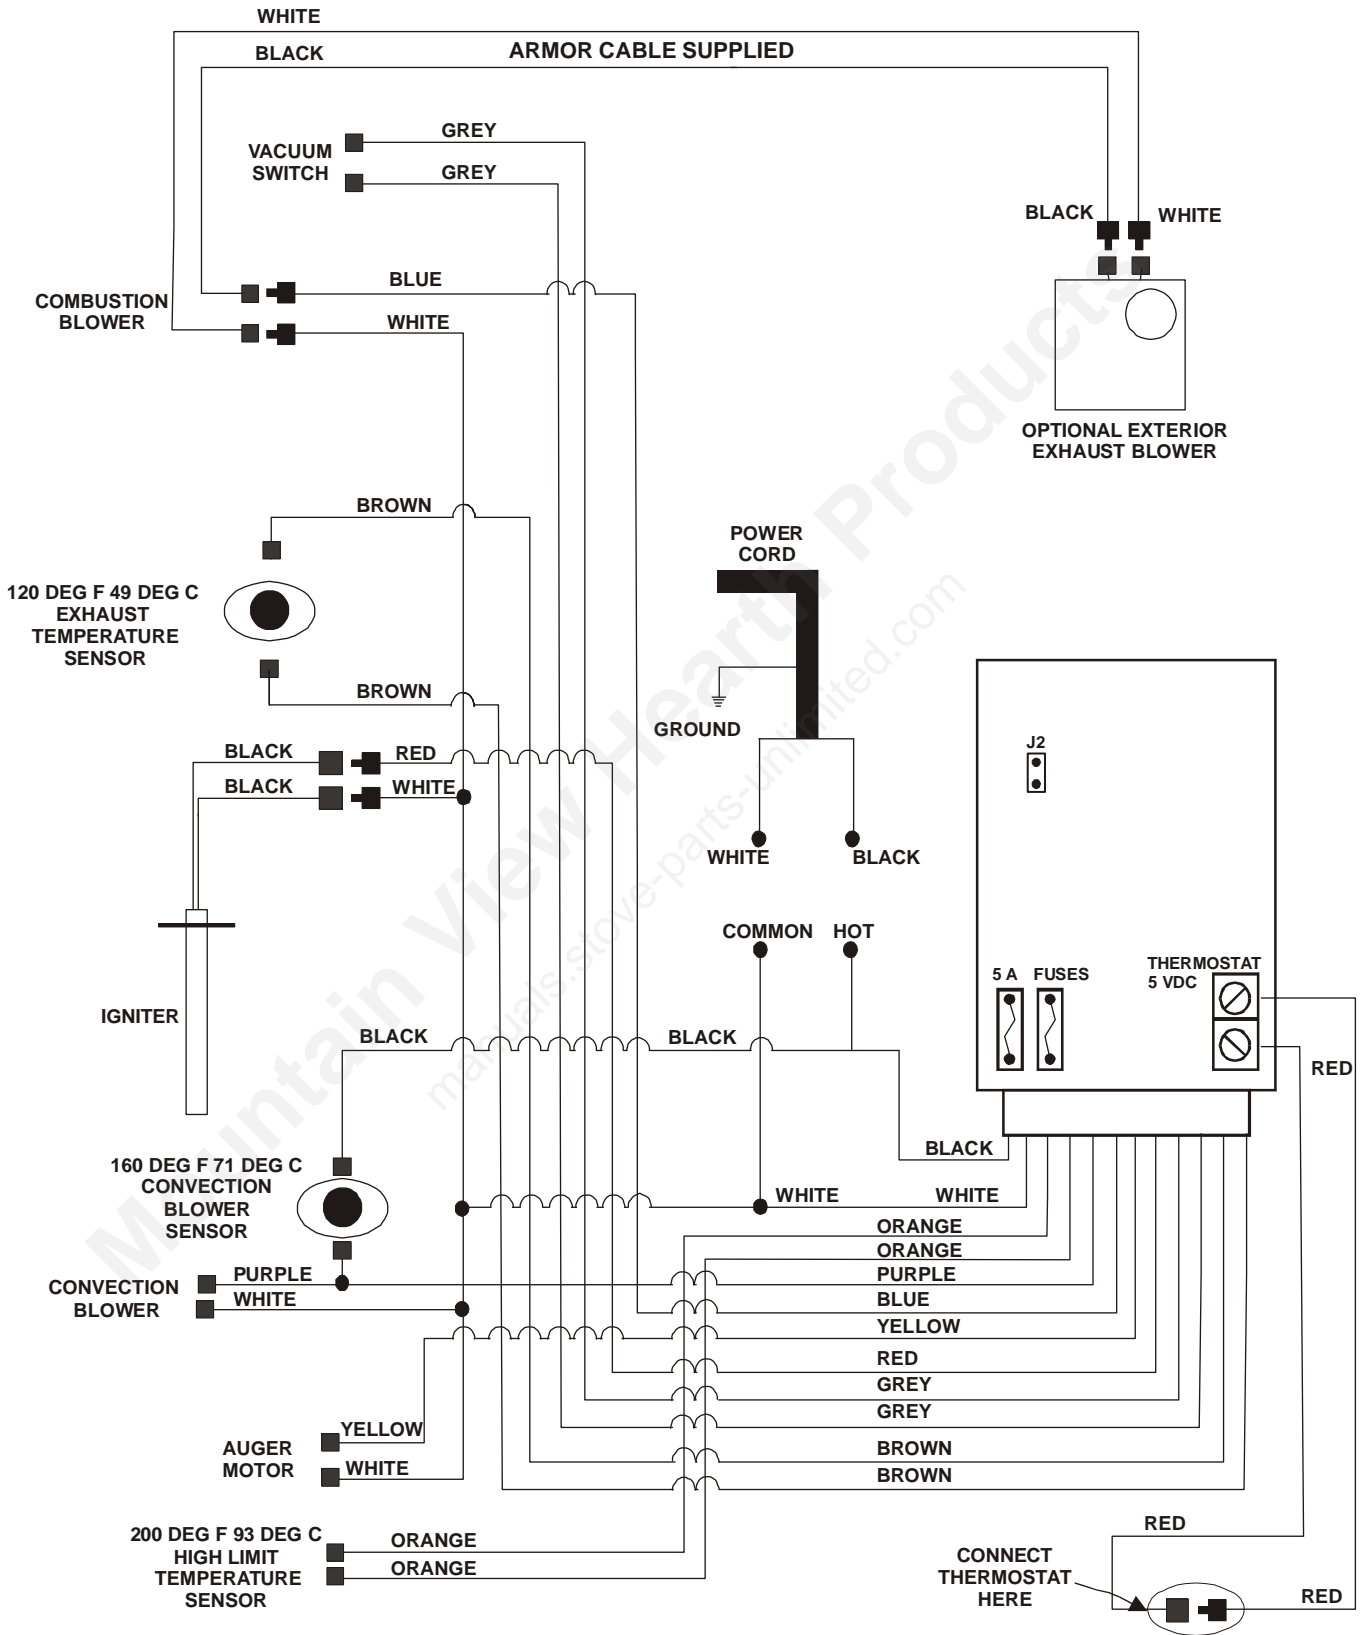 WHITE
ARMOR CABLE SUPPLIED
BLACK
GREY
VACUUM
SWITCH
GREY
BLACK
WHITE
BLUE
COMBUSTION
BLOWER
WHITE
OPTIONAL EXTERIOR
EXHAUST BLOWER
BROWN
POWER
CORD
120 DEG F 49 DEG C
EXHAUST
TEMPERATURE
SENSOR
BROWN
GROUND
BLACK
RED
J2
BLACK
WHITE
WHITE
BLACK
COMMON
HOT
5 A
FUSES
THERMOSTAT
5 VDC
IGNITER
BLACK
BLACK
RED
BLACK
160 DEG F 71 DEG C
CONVECTION
BLOWER
SENSOR
WHITE
WHITE
ORANGE
ORANGE
CONVECTION
BLOWER
PURPLE
WHITE
PURPLE
BLUE
YELLOW
RED
GREY
GREY
AUGER
MOTOR
YELLOW
WHITE
BROWN
BROWN
200 DEG F 93 DEG C
HIGH LIMIT
TEMPERATURE
SENSOR
ORANGE
ORANGE
RED
CONNECT
THERMOSTAT
HERE
RED
Mountain View Hearth Products
manuals.stove-parts-unlimited.com